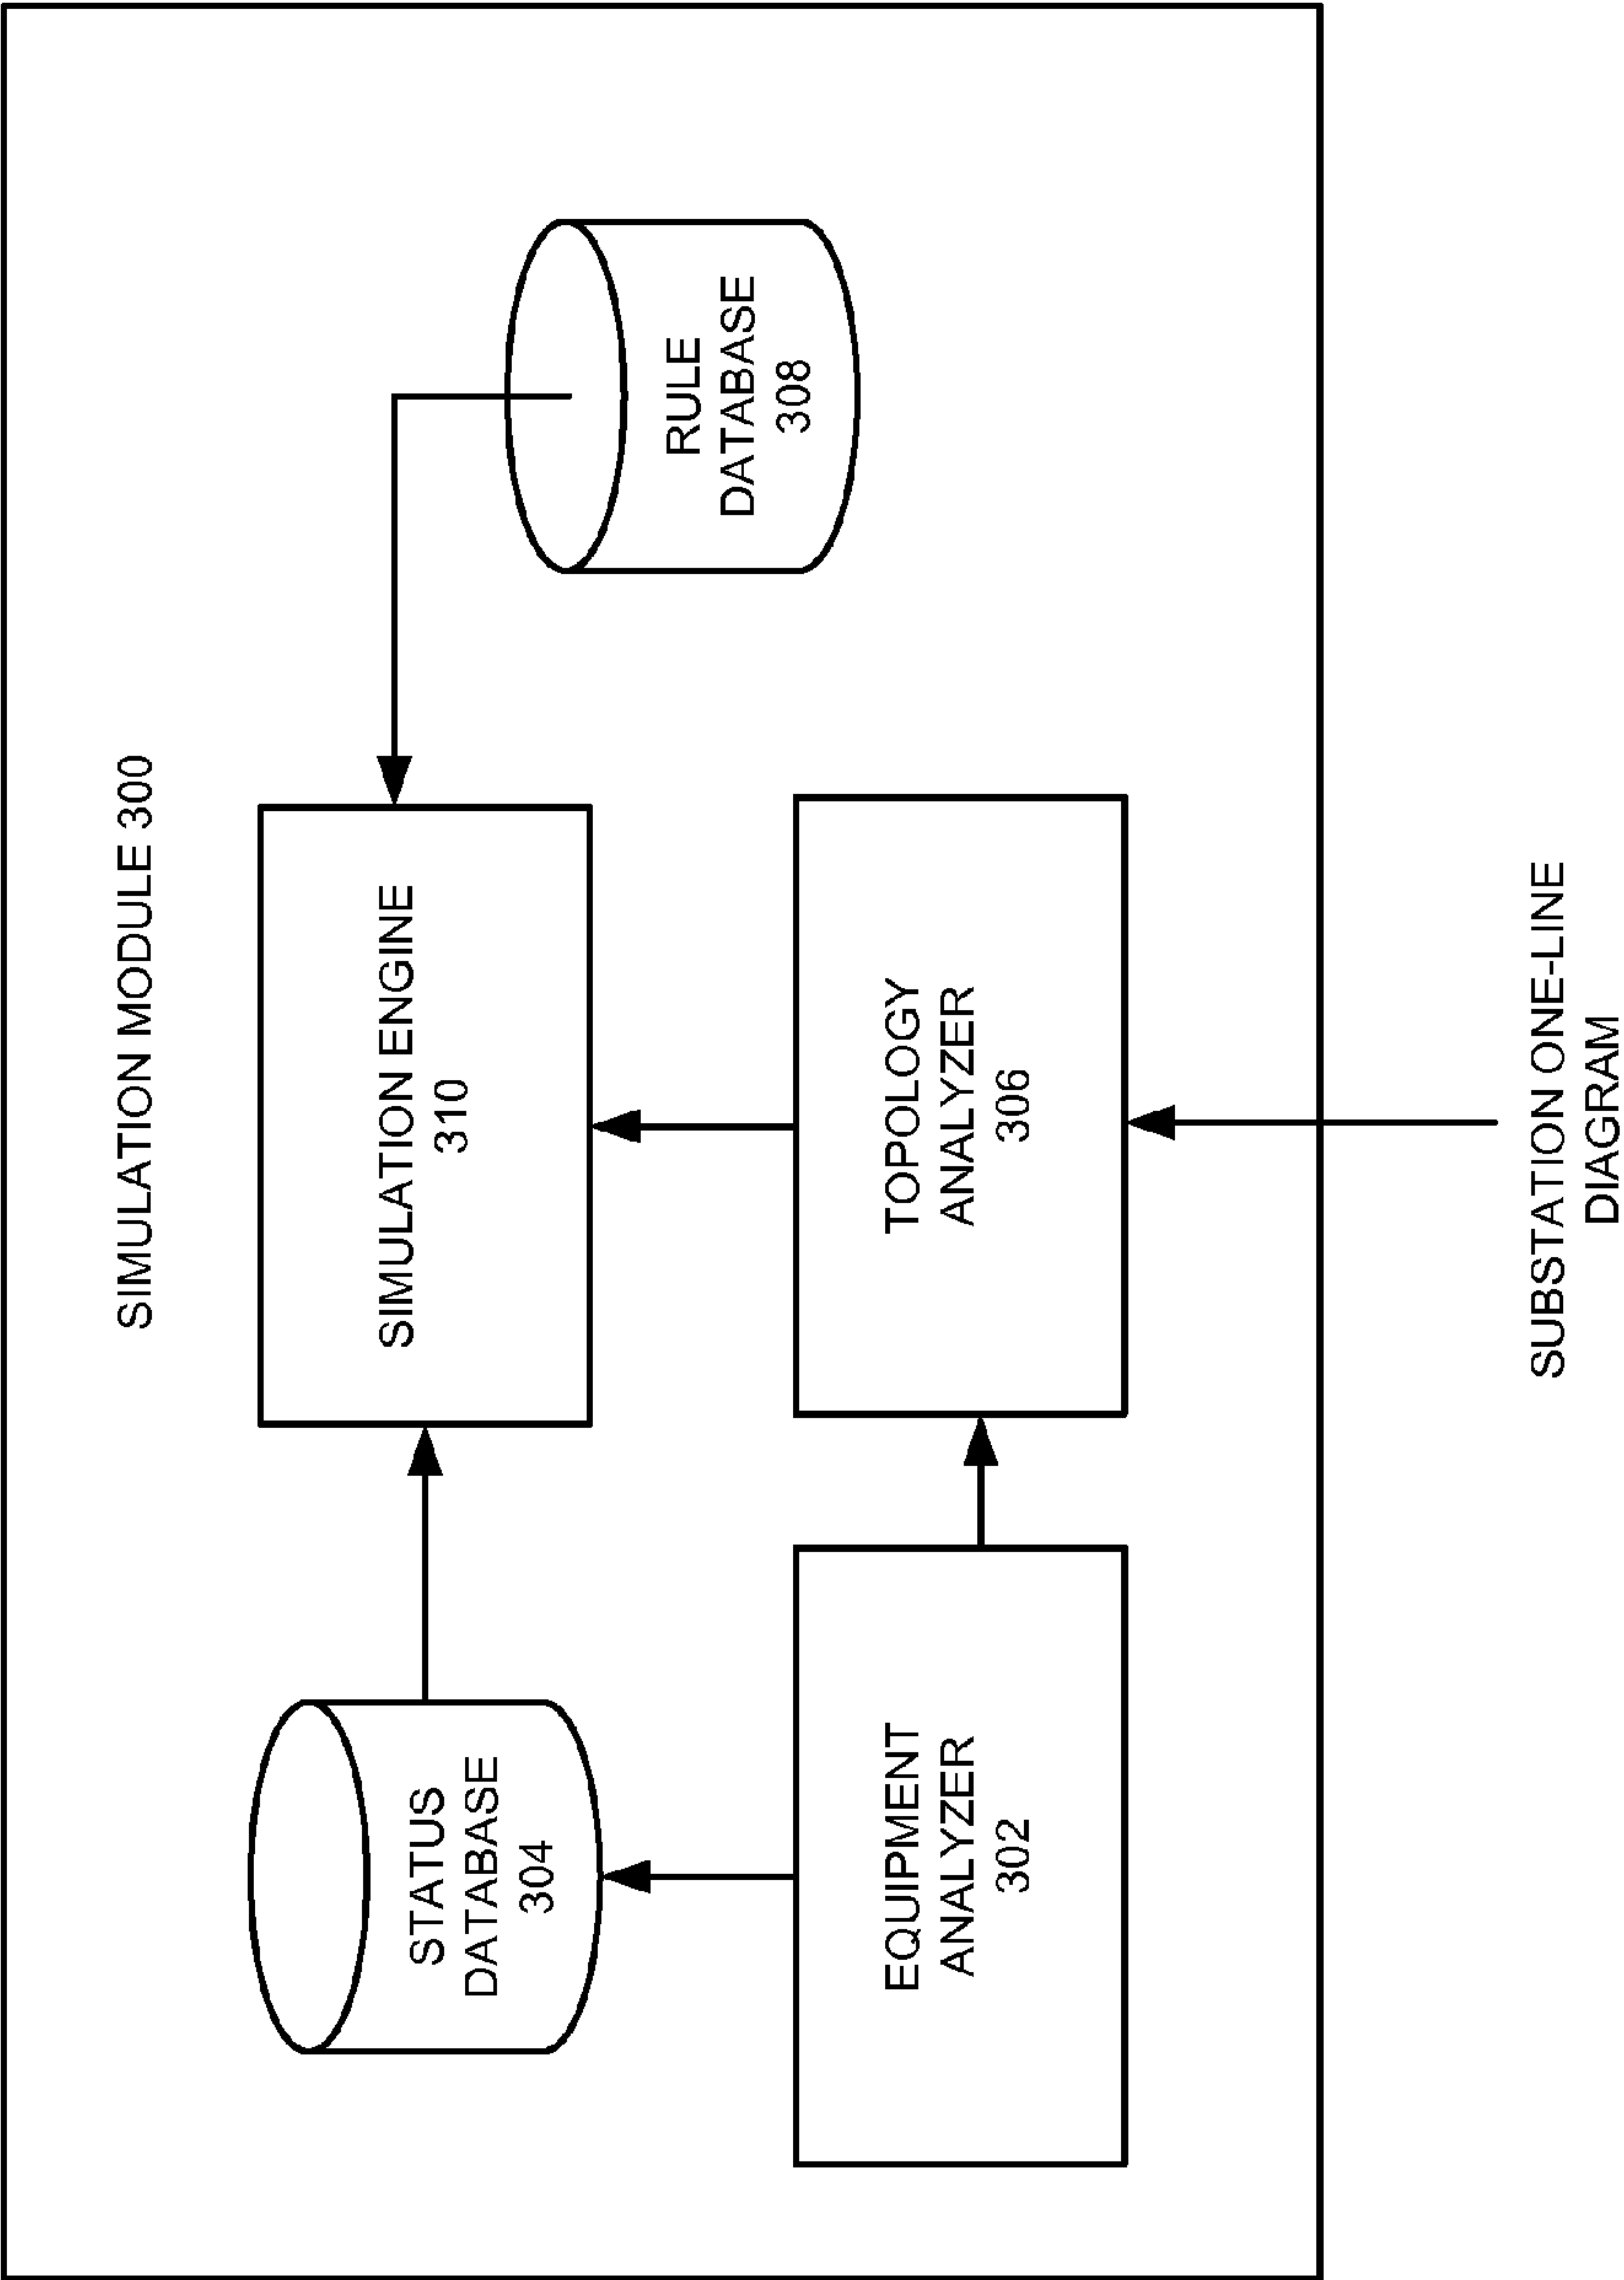 SIMULATION MODULE 300
STATUS
DATABASE
304
SIMULATION ENGINE
310
RULE
DATABASE
308
EQUIPMENT
ANALYZER
302
TOPOLOGY
ANALYZER
306
SUBSTATION ONE-LINE
DIAGRAM